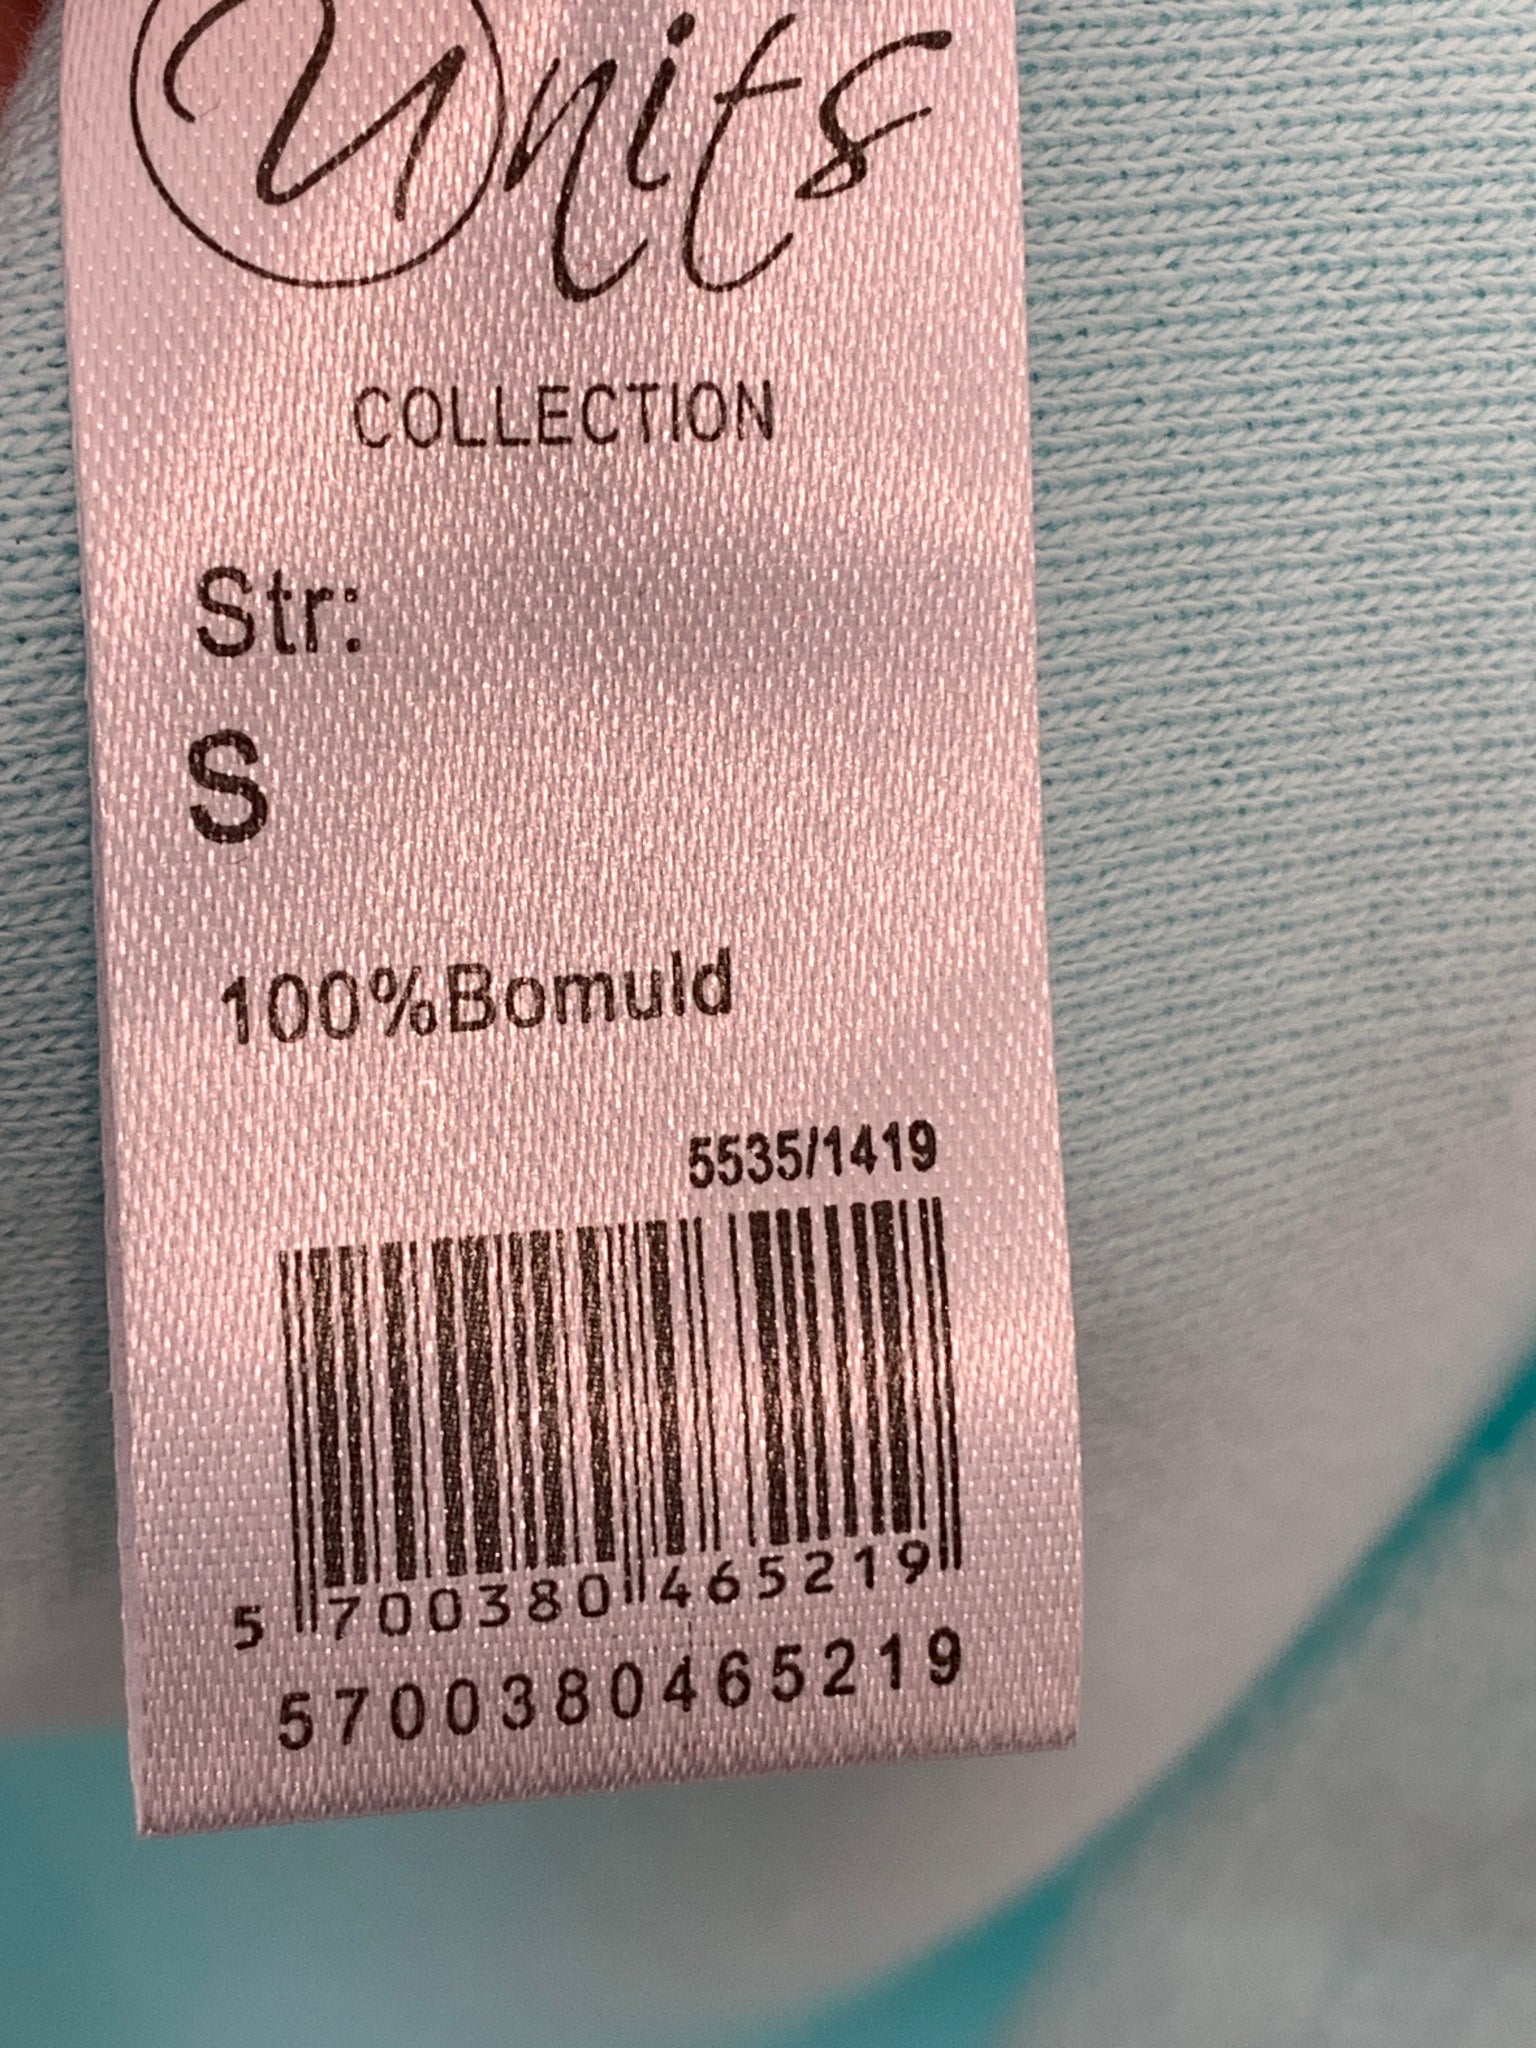 Units
COLLECTION
Str:
S
100%Bomuld
5535/1419
5 700380 465219
5700380465219